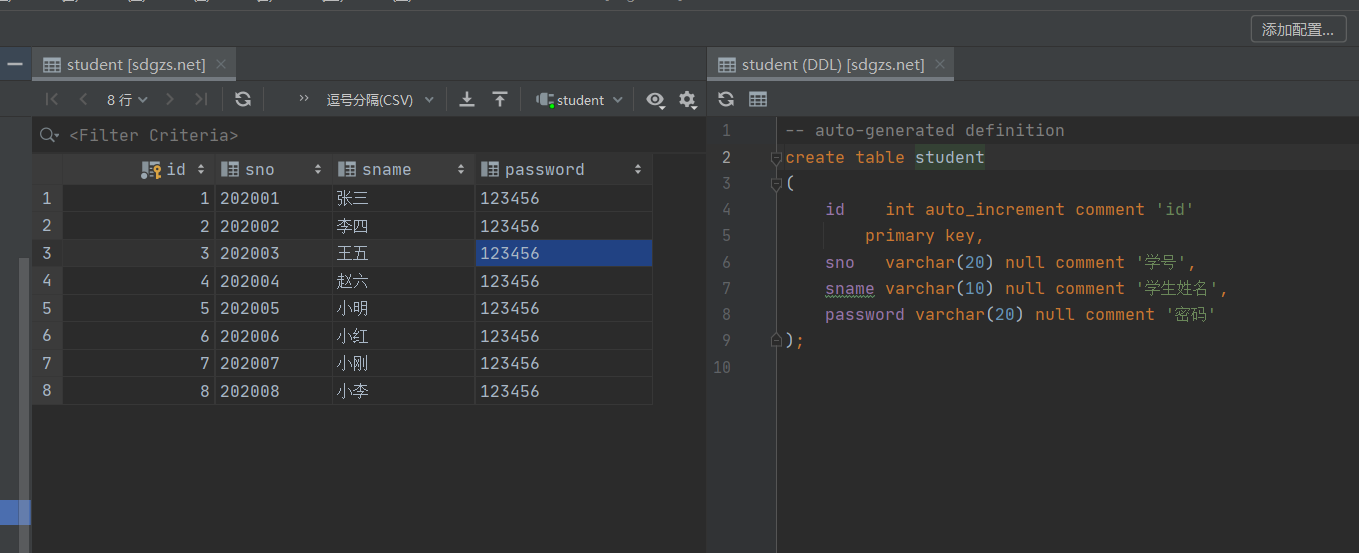 添加配置...
student [sdgzs.net]
student (DDL) [sdgzs.net]
8 行
逗号分隔(CSV)
student
<Filter Criteria>
id sno sname password
1 1 202001 张三 123456
2 2 202002 李四 123456
3 3 202003 王五 123456
4 4 202004 赵六 123456
5 5 202005 小明 123456
6 6 202006 小红 123456
7 7 202007 小刚 123456
8 8 202008 小李 123456
1 -- auto-generated definition
2 create table student
3 (
4 id int auto_increment comment 'id'
5 primary key,
6 sno varchar(20) null comment '学号',
7 sname varchar(10) null comment '学生姓名',
8 password varchar(20) null comment '密码'
9 );
10